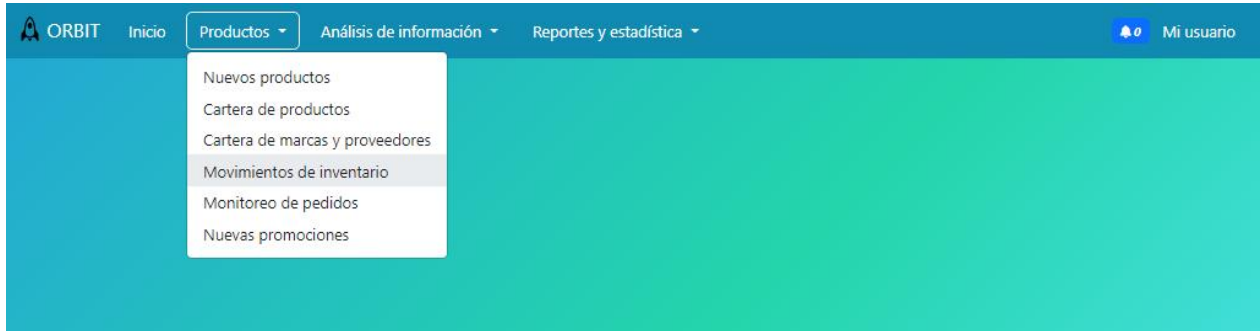 ORBIT Inicio Productos Análisis de información Reportes y estadística 0 Mi usuario
Nuevos productos
Cartera de productos
Cartera de marcas y proveedores
Movimientos de inventario
Monitoreo de pedidos
Nuevas promociones